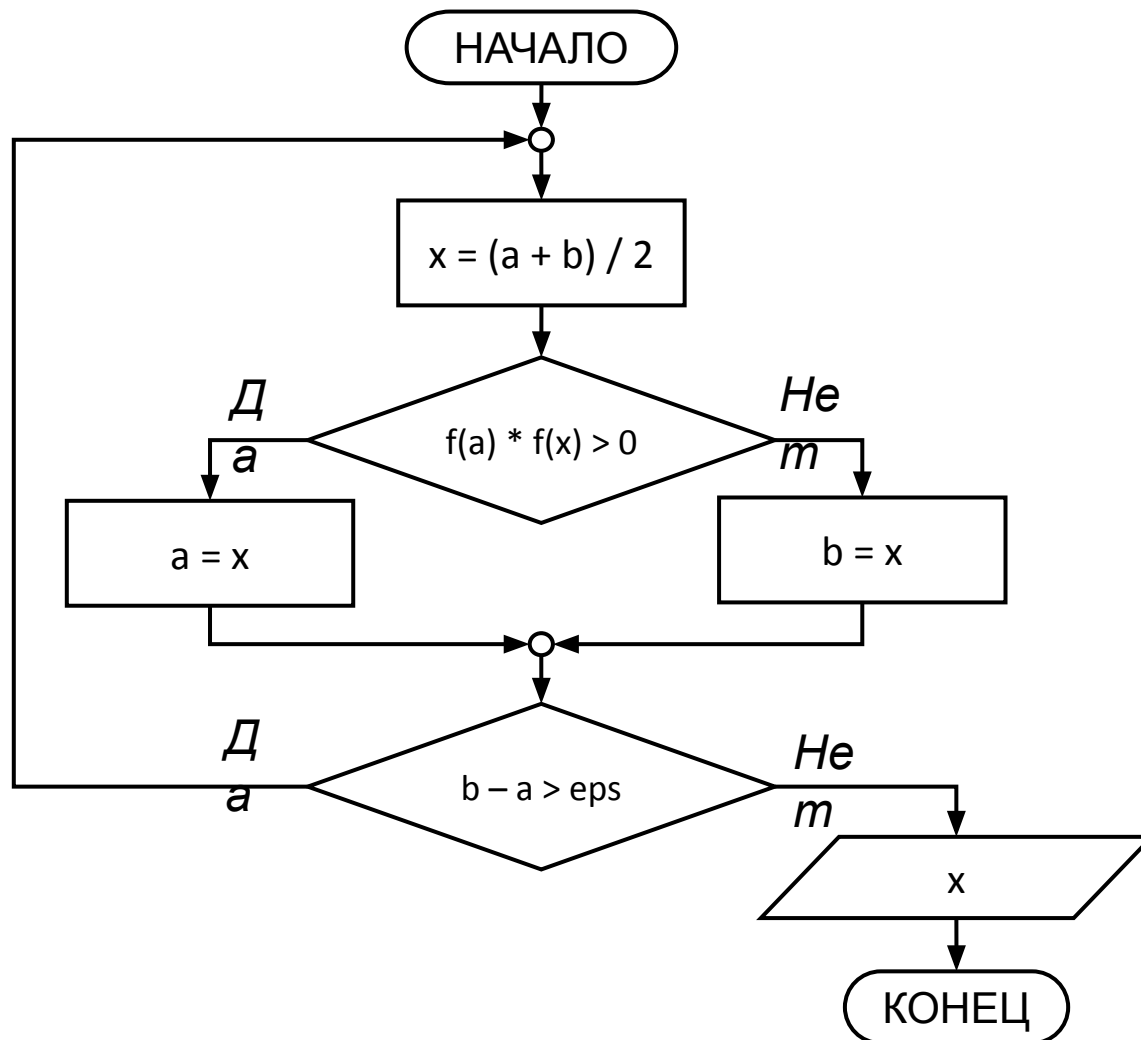 НАЧАЛО
x = (a + b) / 2
Д
а
f(a) * f(x) > 0
Не
т
a = x
b = x
Д
а
b – a > eps
Не
т
x
КОНЕЦ